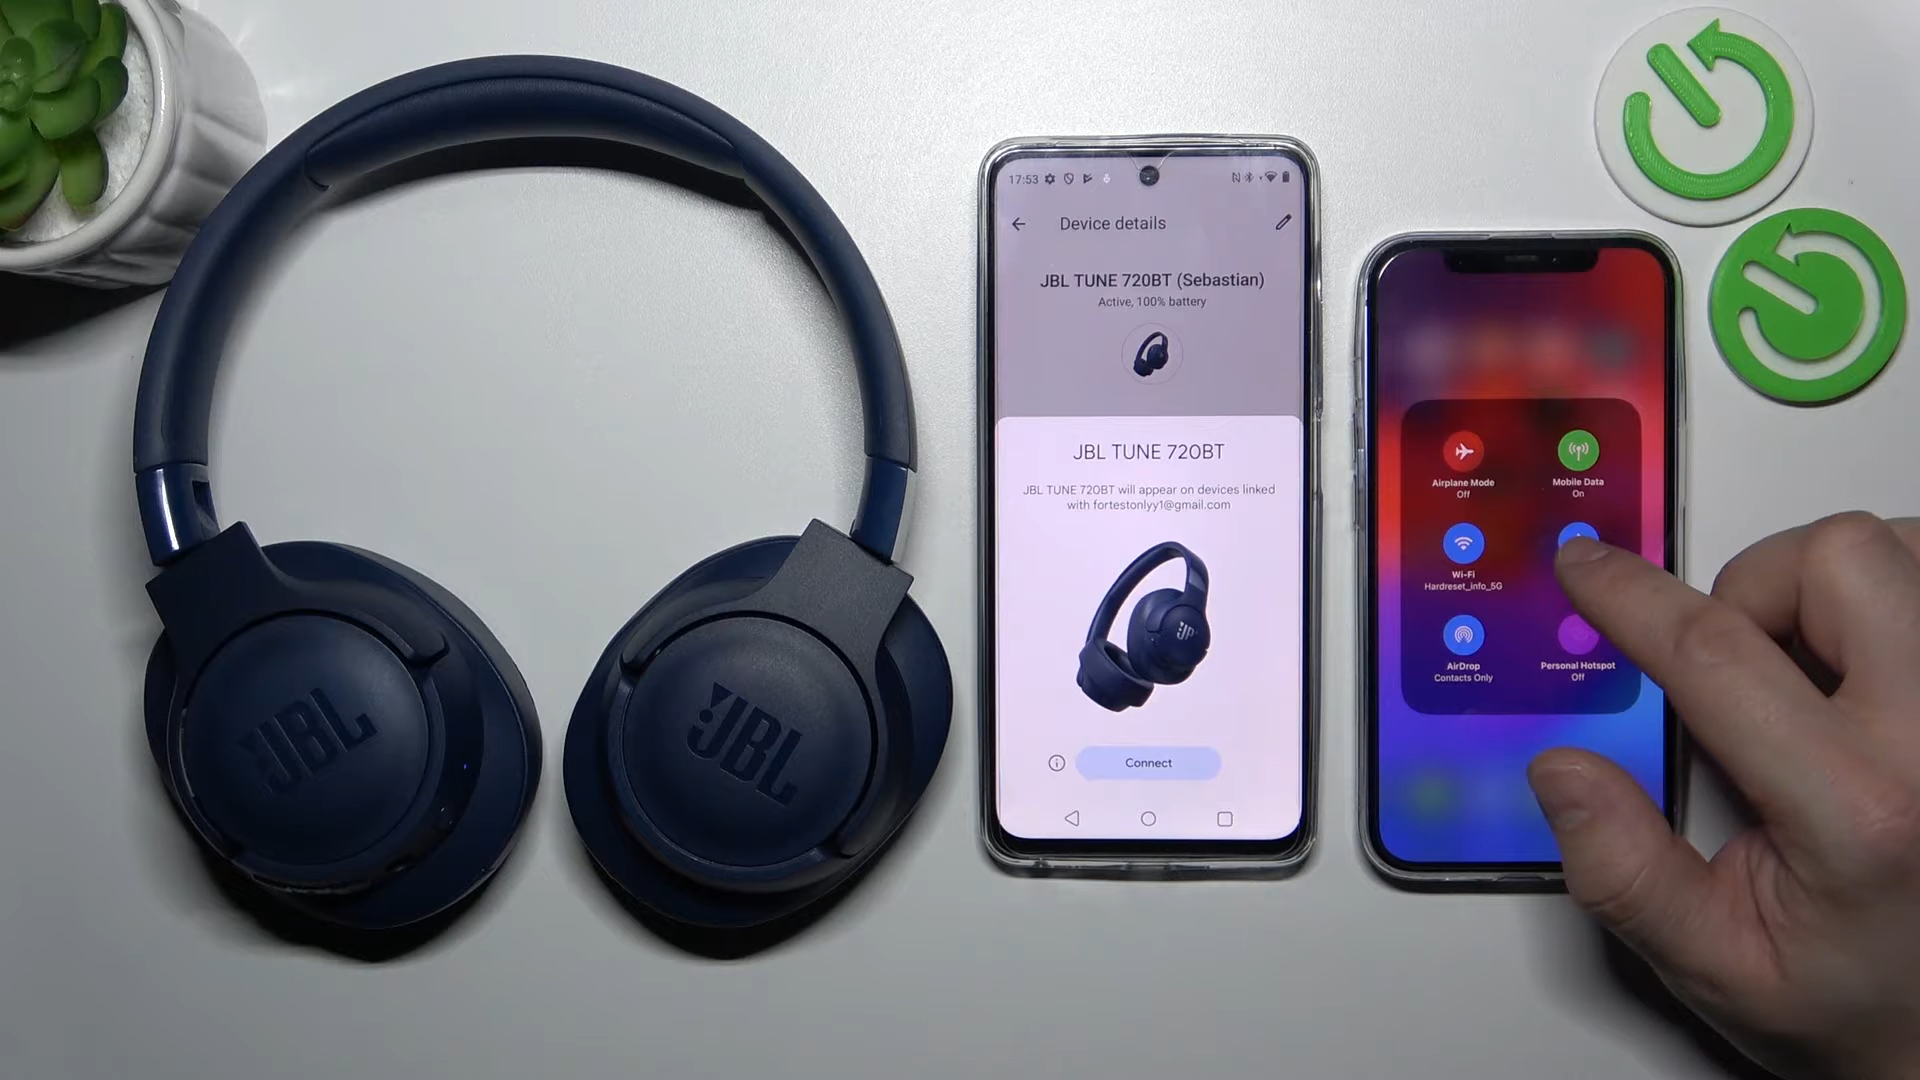 JBL
JBL
17:53
Device details
JBL TUNE 720BT (Sebastian)
Active, 100% battery
JBL TUNE 720BT
JBL TUNE 720BT will appear on devices linked
with fortestonlyy1@gmail.com
Connect
Airplane Mode
Off
Mobile Data
On
Wi-Fi
Hardreset_info_5G
AirDrop
Contacts Only
Personal Hotspot
Off